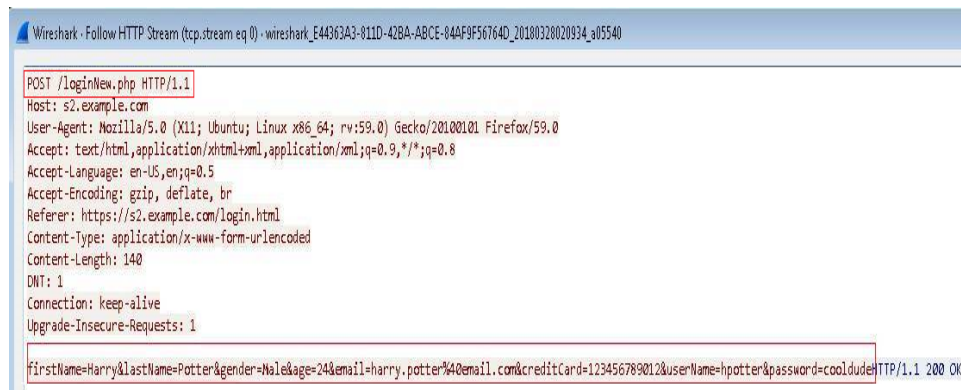 Wireshark · Follow HTTP Stream (tcp.stream eq 0) · wireshark_E44363A3-811D-42BA-ABCE-84AF9F56764D_20180328020934_a05540
POST /loginNew.php HTTP/1.1
Host: s2.example.com
User-Agent: Mozilla/5.0 (X11; Ubuntu; Linux x86_64; rv:59.0) Gecko/20100101 Firefox/59.0
Accept: text/html,application/xhtml+xml,application/xml;q=0.9,*/*;q=0.8
Accept-Language: en-US,en;q=0.5
Accept-Encoding: gzip, deflate, br
Referer: https://s2.example.com/login.html
Content-Type: application/x-www-form-urlencoded
Content-Length: 140
DNT: 1
Connection: keep-alive
Upgrade-Insecure-Requests: 1
firstName=Harry&lastName=Potter&gender=Male&age=24&email=harry.potter%40email.com&creditCard=123456789012&userName=hpotter&password=cooldudeHTTP/1.1 200 OK